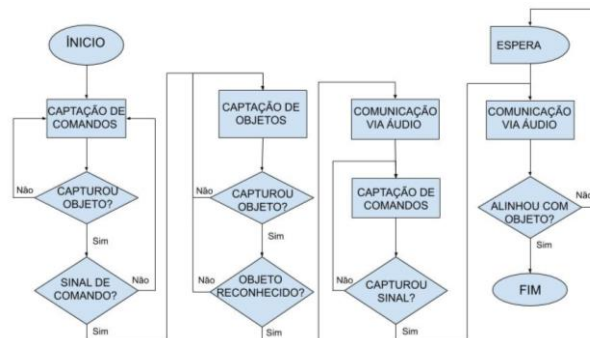 ÍNICIO
CAPTAÇÃO DE
COMANDOS
Não
CAPTUROU
OBJETO?
Sim
SINAL DE
COMANDO?
Não
Sim
CAPTAÇÃO DE
OBJETOS
Não
CAPTUROU
OBJETO?
Sim
Não
OBJETO
RECONHECIDO?
Sim
COMUNICAÇÃO
VIA ÁUDIO
CAPTAÇÃO DE
COMANDOS
Não
CAPTUROU
SINAL?
Sim
ESPERA
COMUNICAÇÃO
VIA ÁUDIO
ALINHOU COM
OBJETO?
Não
Sim
FIM